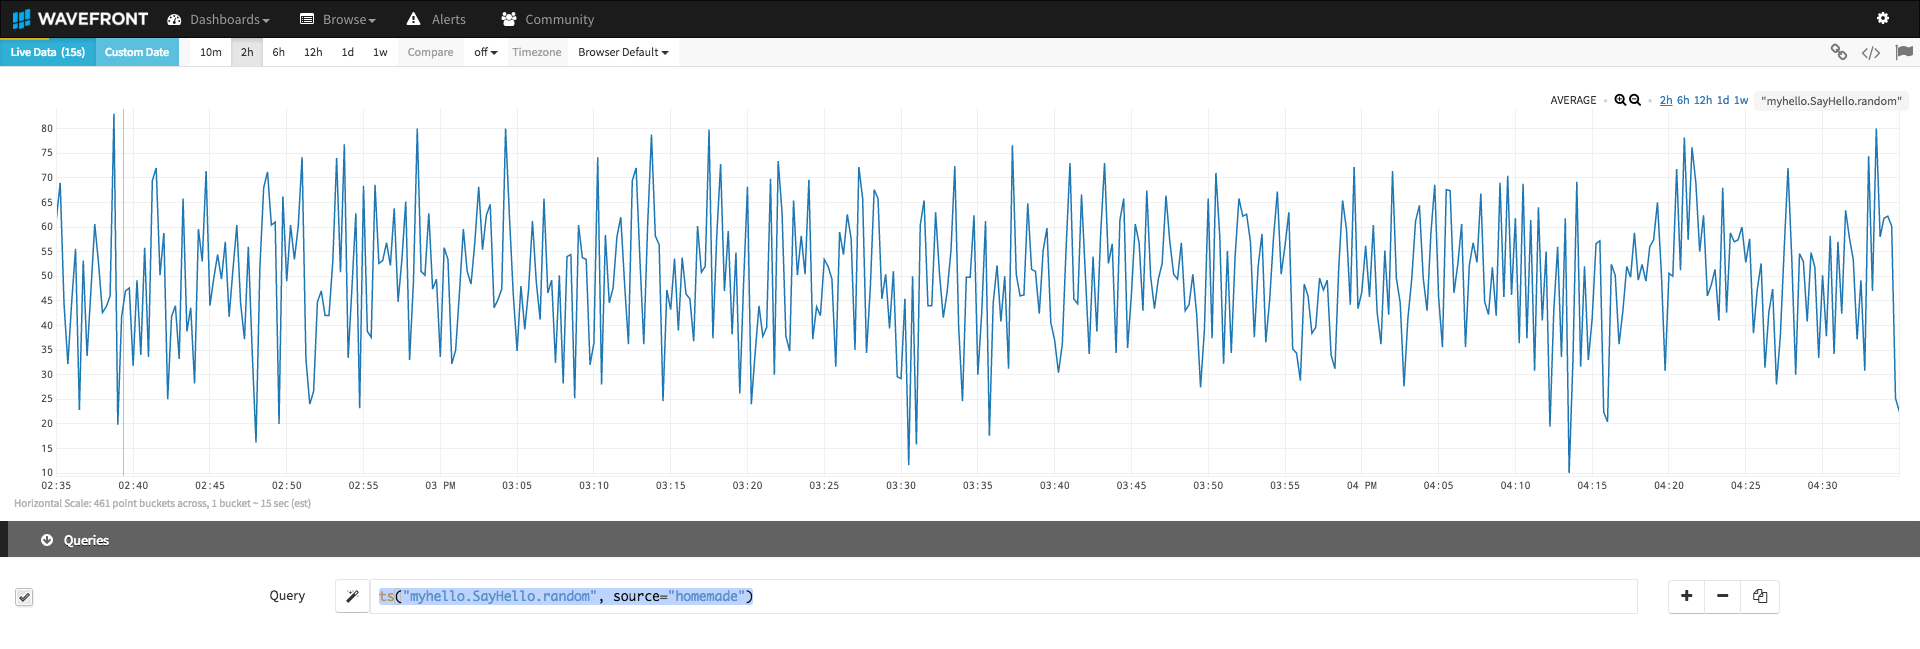 WAVEFRONT Dashboards Browse Alerts Community
Live Data (15s) Custom Date 10m 2h 6h 12h 1d 1w Compare off Timezone Browser Default </>
AVERAGE 2h 6h 12h 1d 1w "myhello.SayHello.random"
80
75
70
65
60
55
50
45
40
35
30
25
20
15
10
02:35 02:40 02:45 02:50 02:55 03 PM 03:05 03:10 03:15 03:20 03:25 03:30 03:35 03:40 03:45 03:50 03:55 04 PM 04:05 04:10 04:15 04:20 04:25 04:30
Horizontal Scale: 461 point buckets across, 1 bucket ~ 15 sec (est)
Queries
Query ts("myhello.SayHello.random", source="homemade")